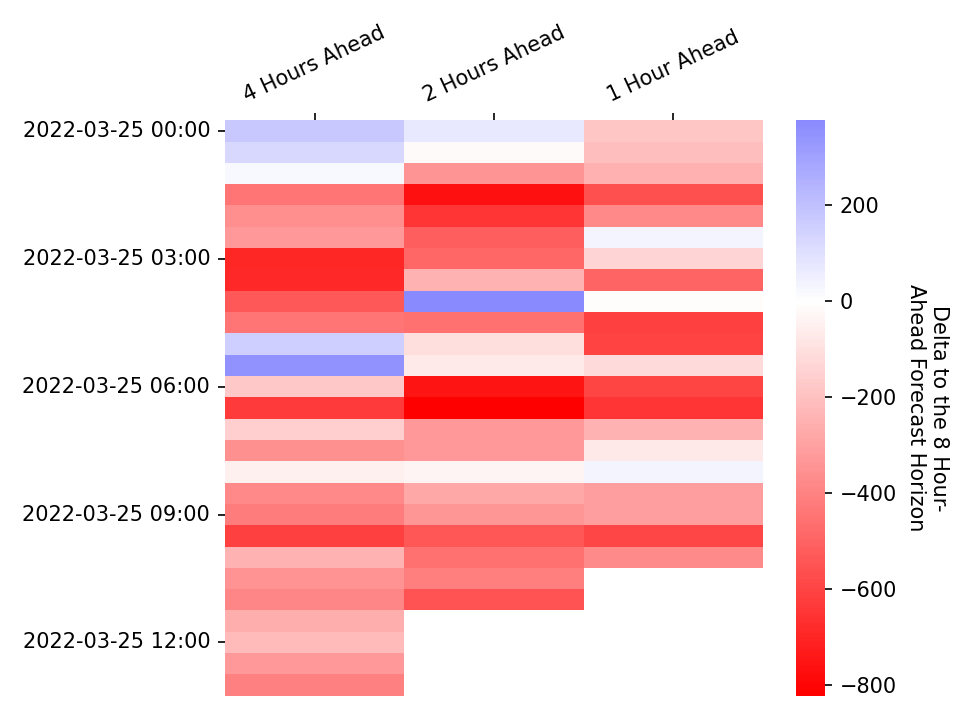 4 Hours Ahead
2 Hours Ahead
1 Hour Ahead
2022-03-25 00:00
2022-03-25 03:00
2022-03-25 06:00
2022-03-25 09:00
2022-03-25 12:00
200
0
−200
−400
−600
−800
Delta to the 8 Hour-
Ahead Forecast Horizon